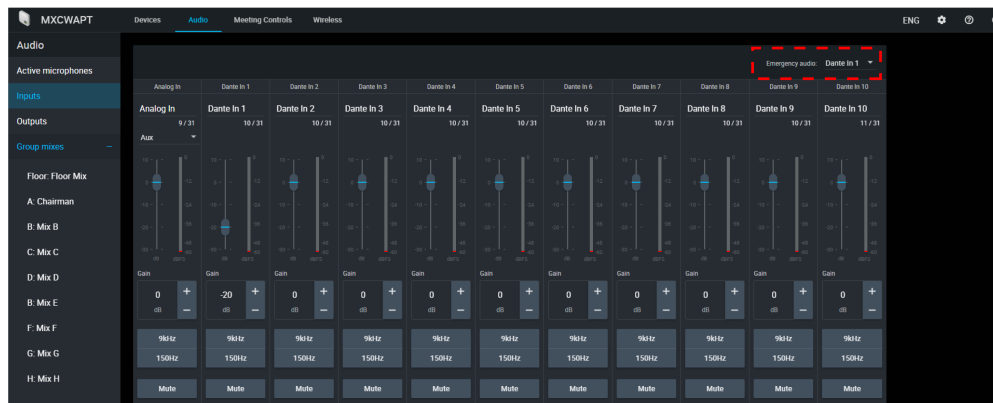 MXCWAPT Devices Audio Meeting Controls Wireless ENG
Audio
Active microphones
Inputs
Outputs
Group mixes
Floor: Floor Mix
A: Chairman
B: Mix B
C: Mix C
D: Mix D
B: Mix E
F: Mix F
G: Mix G
H: Mix H
Emergency audio: Dante In 1
Analog In Dante In 1 Dante In 2 Dante In 3 Dante In 4 Dante In 5 Dante In 6 Dante In 7 Dante In 8 Dante In 9 Dante In 10
Analog In Dante In 1 Dante In 2 Dante In 3 Dante In 4 Dante In 5 Dante In 6 Dante In 7 Dante In 8 Dante In 9 Dante In 10
9 / 31 10 / 31 10 / 31 10 / 31 10 / 31 10 / 31 10 / 31 10 / 31 10 / 31 10 / 31 11 / 31
Aux
Gain Gain Gain Gain Gain Gain Gain Gain Gain Gain Gain
0 + -20 + 0 + 0 + 0 + 0 + 0 + 0 + 0 + 0 + 0 +
dB − dB − dB − dB − dB − dB − dB − dB − dB − dB − dB −
9kHz 9kHz 9kHz 9kHz 9kHz 9kHz 9kHz 9kHz 9kHz 9kHz 9kHz
150Hz 150Hz 150Hz 150Hz 150Hz 150Hz 150Hz 150Hz 150Hz 150Hz 150Hz
Mute Mute Mute Mute Mute Mute Mute Mute Mute Mute Mute